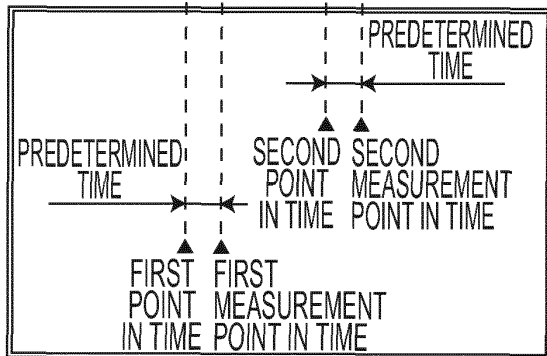 PREDETERMINED
TIME
SECOND
POINT
IN TIME
SECOND
MEASUREMENT
POINT IN TIME
PREDETERMINED
TIME
FIRST
POINT
IN TIME
FIRST
MEASUREMENT
POINT IN TIME